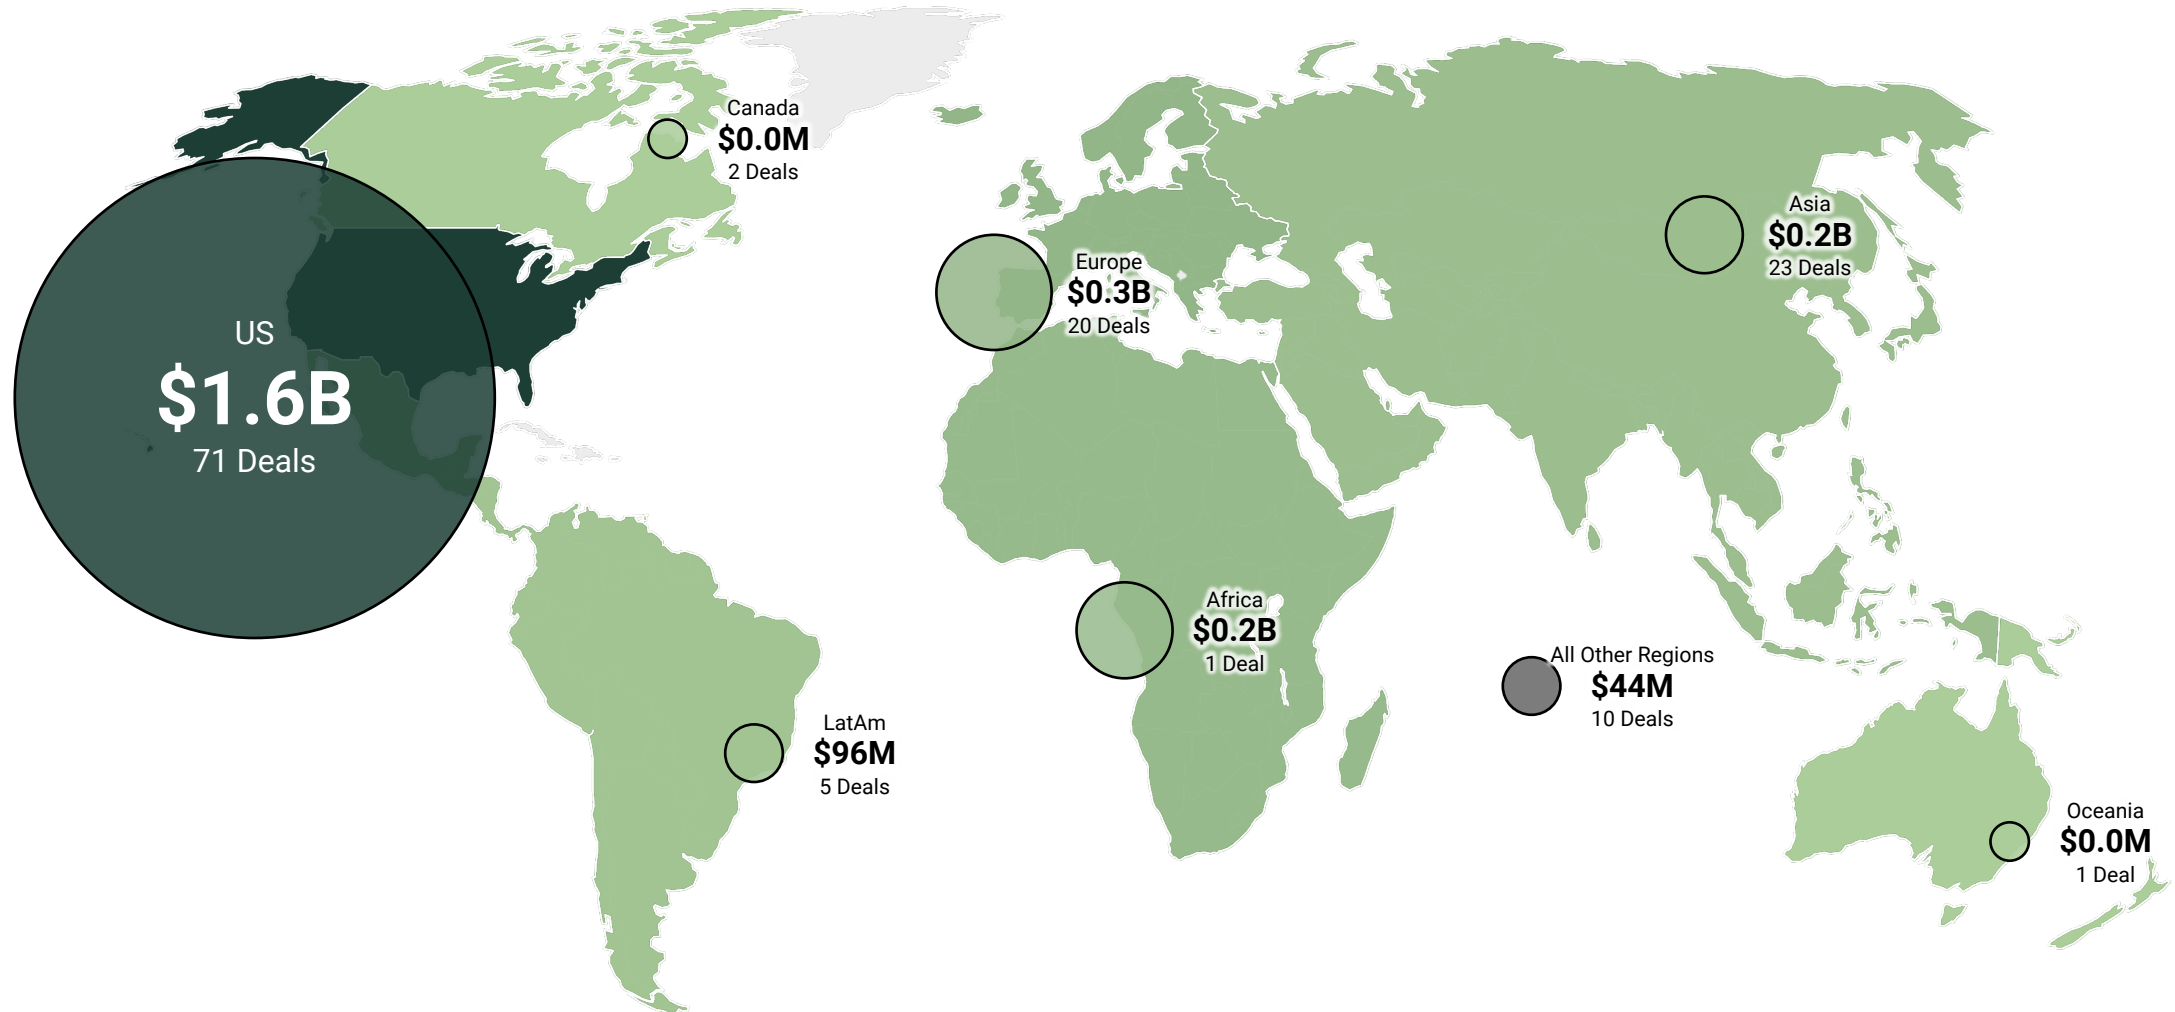 Canada
$0.0M
2 Deals
US
$1.6B
71 Deals
Europe
$0.3B
20 Deals
Asia
$0.2B
23 Deals
Africa
$0.2B
1 Deal
All Other Regions
$44M
10 Deals
LatAm
$96M
5 Deals
Oceania
$0.0M
1 Deal